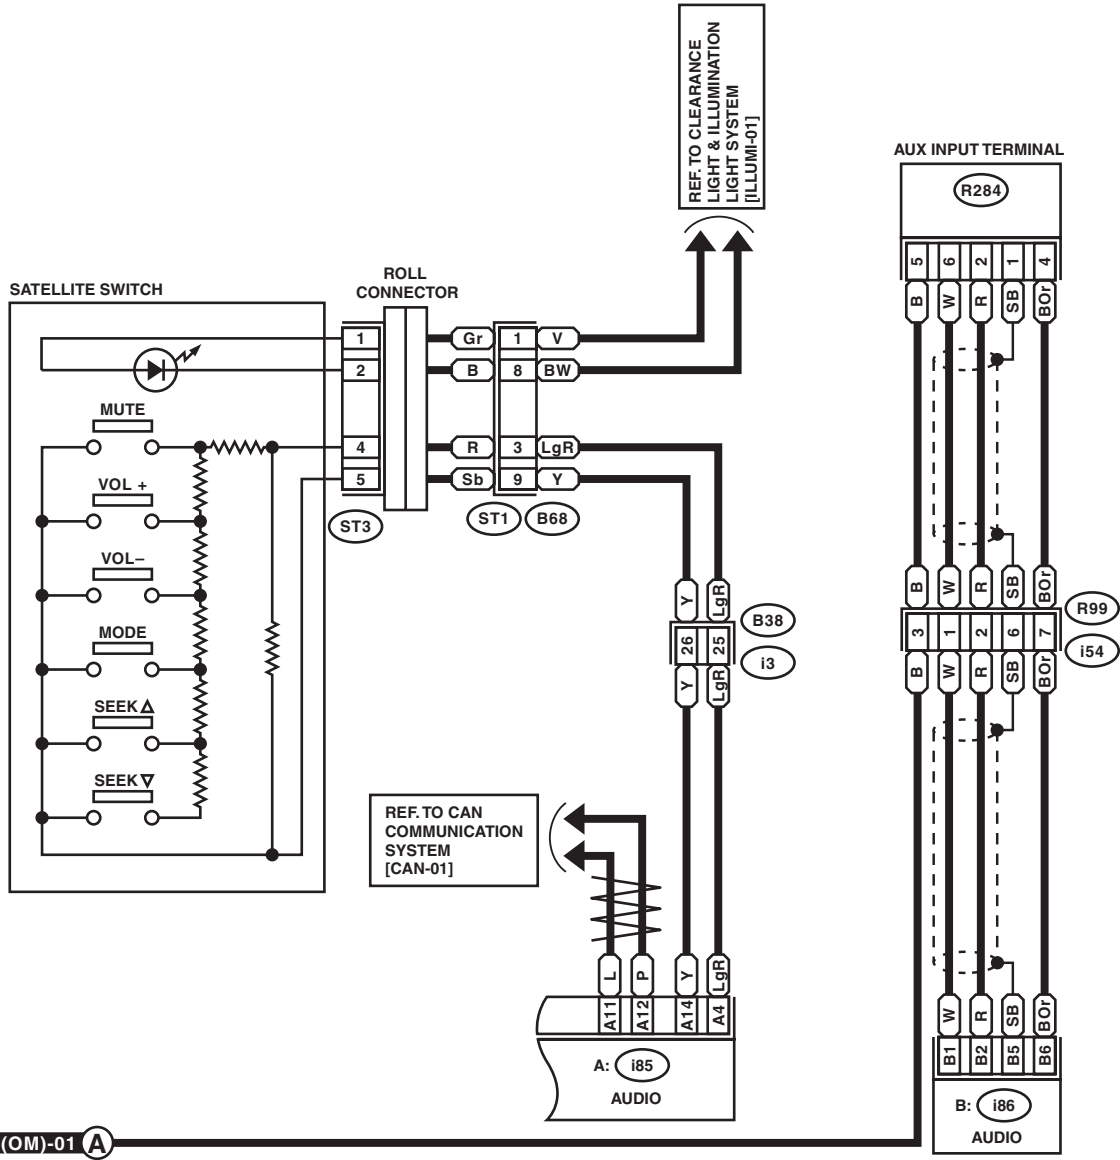 REF. TO CLEARANCE
LIGHT & ILLUMINATION
LIGHT SYSTEM
[ILLUMI-01]
AUX INPUT TERMINAL
R284
5 6 2 1 4
B W R SB BOr
SATELLITE SWITCH
ROLL
CONNECTOR
1 Gr 1 V
2 B 8 BW
MUTE
4 R 3 LgR
5 Sb 9 Y
VOL +
ST3 ST1 B68
VOL–
MODE
SEEK
SEEK
Y LgR
26 25
Y LgR
B38
i3
B W R SB BOr
3 1 2 6 7
B W R SB BOr
R99
i54
REF. TO CAN
COMMUNICATION
SYSTEM
[CAN-01]
L P Y LgR
A11 A12 A14 A4
A: i85
AUDIO
W R SB BOr
B1 B2 B5 B6
B: i86
AUDIO
(OM)-01 A